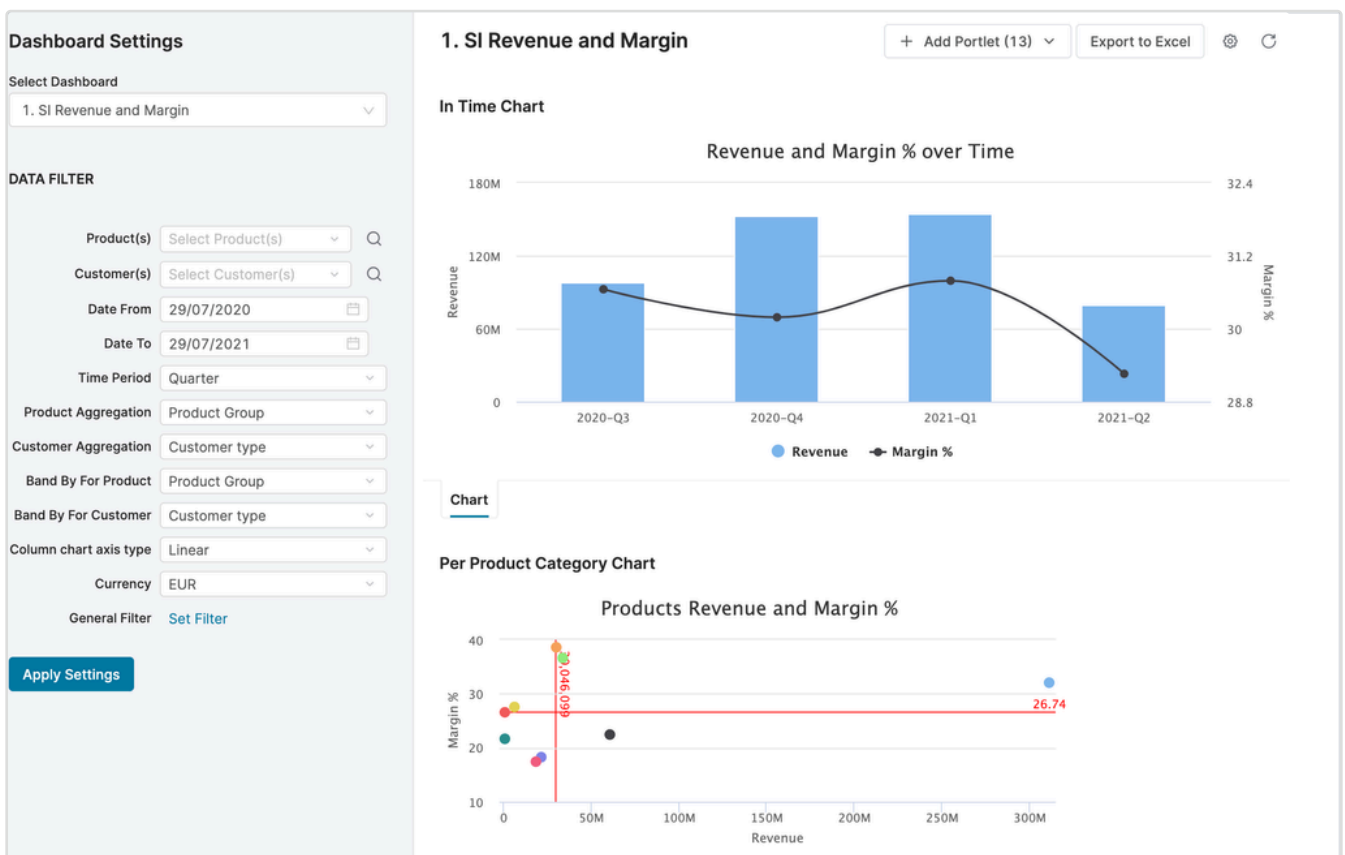 Dashboard Settings
Select Dashboard
1. SI Revenue and Margin
DATA FILTER
Product(s) Select Product(s)
Customer(s) Select Customer(s)
Date From 29/07/2020
Date To 29/07/2021
Time Period Quarter
Product Aggregation Product Group
Customer Aggregation Customer type
Band By For Product Product Group
Band By For Customer Customer type
Column chart axis type Linear
Currency EUR
General Filter Set Filter
Apply Settings
1. SI Revenue and Margin
+ Add Portlet (13)
Export to Excel
In Time Chart
Revenue and Margin % over Time
180M 32.4
120M 31.2
60M 30
0 28.8
Revenue
Margin %
2020-Q3 2020-Q4 2021-Q1 2021-Q2
Revenue Margin %
Chart
Per Product Category Chart
Products Revenue and Margin %
40
30
20
10
Margin %
26.74
0 50M 100M 150M 200M 250M 300M
Revenue